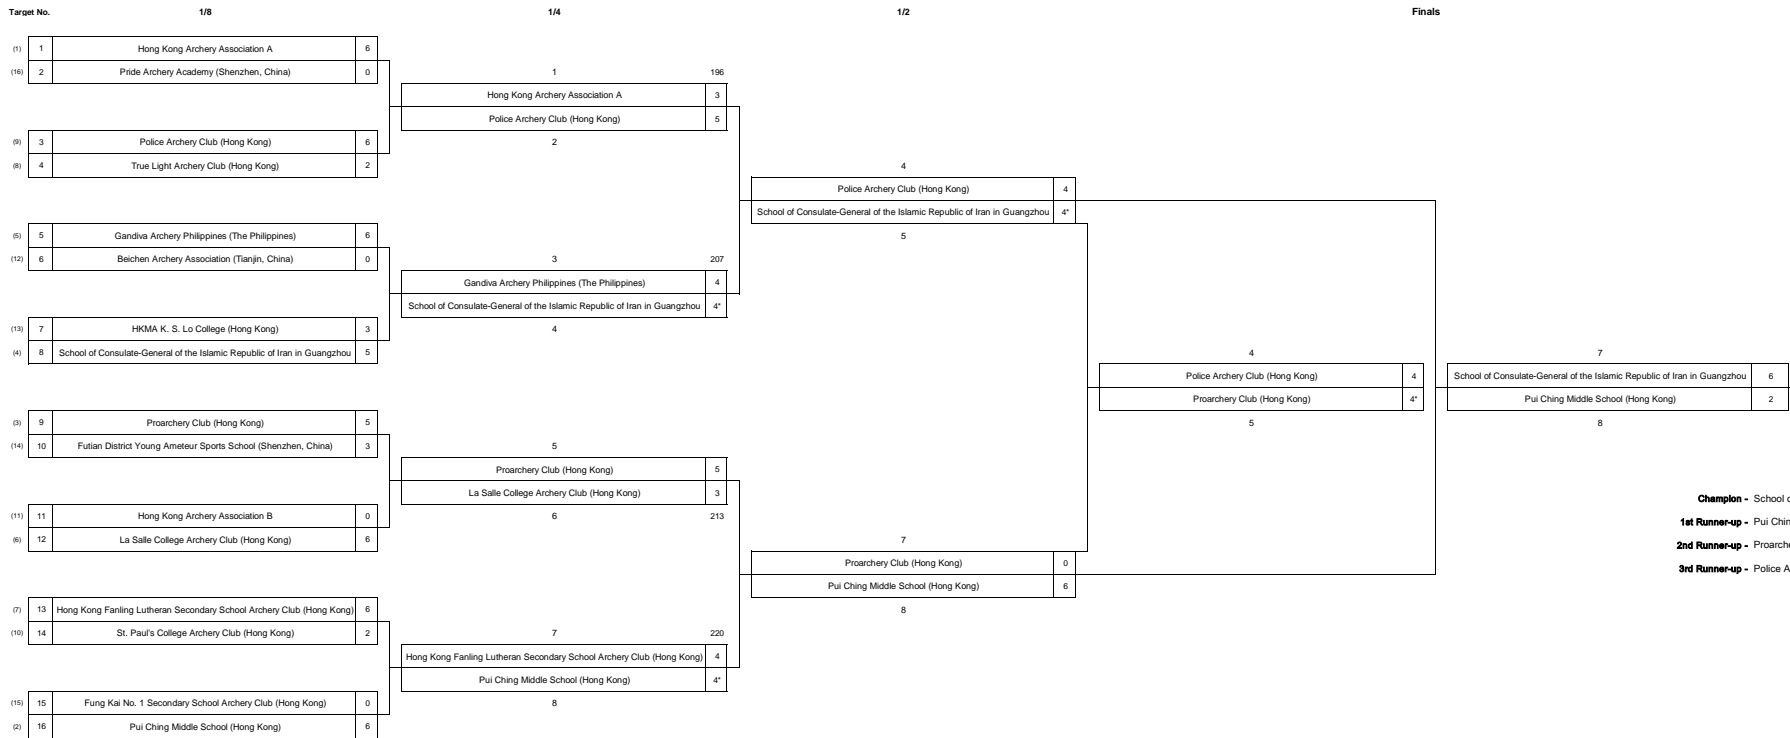 Target No. 1/8 1/4 1/2 Finals
(1) 1 Hong Kong Archery Association A 6
(16) 2 Pride Archery Academy (Shenzhen, China) 0
(9) 3 Police Archery Club (Hong Kong) 6
(8) 4 True Light Archery Club (Hong Kong) 2
(5) 5 Gandiva Archery Philippines (The Philippines) 6
(12) 6 Beichen Archery Association (Tianjin, China) 0
(13) 7 HKMA K. S. Lo College (Hong Kong) 3
(4) 8 School of Consulate-General of the Islamic Republic of Iran in Guangzhou 5
(3) 9 Proarchery Club (Hong Kong) 5
(14) 10 Futian District Young Ameteur Sports School (Shenzhen, China) 3
(11) 11 Hong Kong Archery Association B 0
(6) 12 La Salle College Archery Club (Hong Kong) 6
(7) 13 Hong Kong Fanling Lutheran Secondary School Archery Club (Hong Kong) 6
(10) 14 St. Paul's College Archery Club (Hong Kong) 2
(15) 15 Fung Kai No. 1 Secondary School Archery Club (Hong Kong) 0
(2) 16 Pui Ching Middle School (Hong Kong) 6
1 196
Hong Kong Archery Association A 3
Police Archery Club (Hong Kong) 5
2
3 207
Gandiva Archery Philippines (The Philippines) 4
School of Consulate-General of the Islamic Republic of Iran in Guangzhou 4*
4
5
Proarchery Club (Hong Kong) 5
La Salle College Archery Club (Hong Kong) 3
6 213
7 220
Hong Kong Fanling Lutheran Secondary School Archery Club (Hong Kong) 4
Pui Ching Middle School (Hong Kong) 4*
8
4
Police Archery Club (Hong Kong) 4
School of Consulate-General of the Islamic Republic of Iran in Guangzhou 4*
5
7
Proarchery Club (Hong Kong) 0
Pui Ching Middle School (Hong Kong) 6
8
4
Police Archery Club (Hong Kong) 4
Proarchery Club (Hong Kong) 4*
5
7
School of Consulate-General of the Islamic Republic of Iran in Guangzhou 6
Pui Ching Middle School (Hong Kong) 2
8
Champion - School
1st Runner-up - Pui
2nd Runner-up -
3rd Runner-up - Police